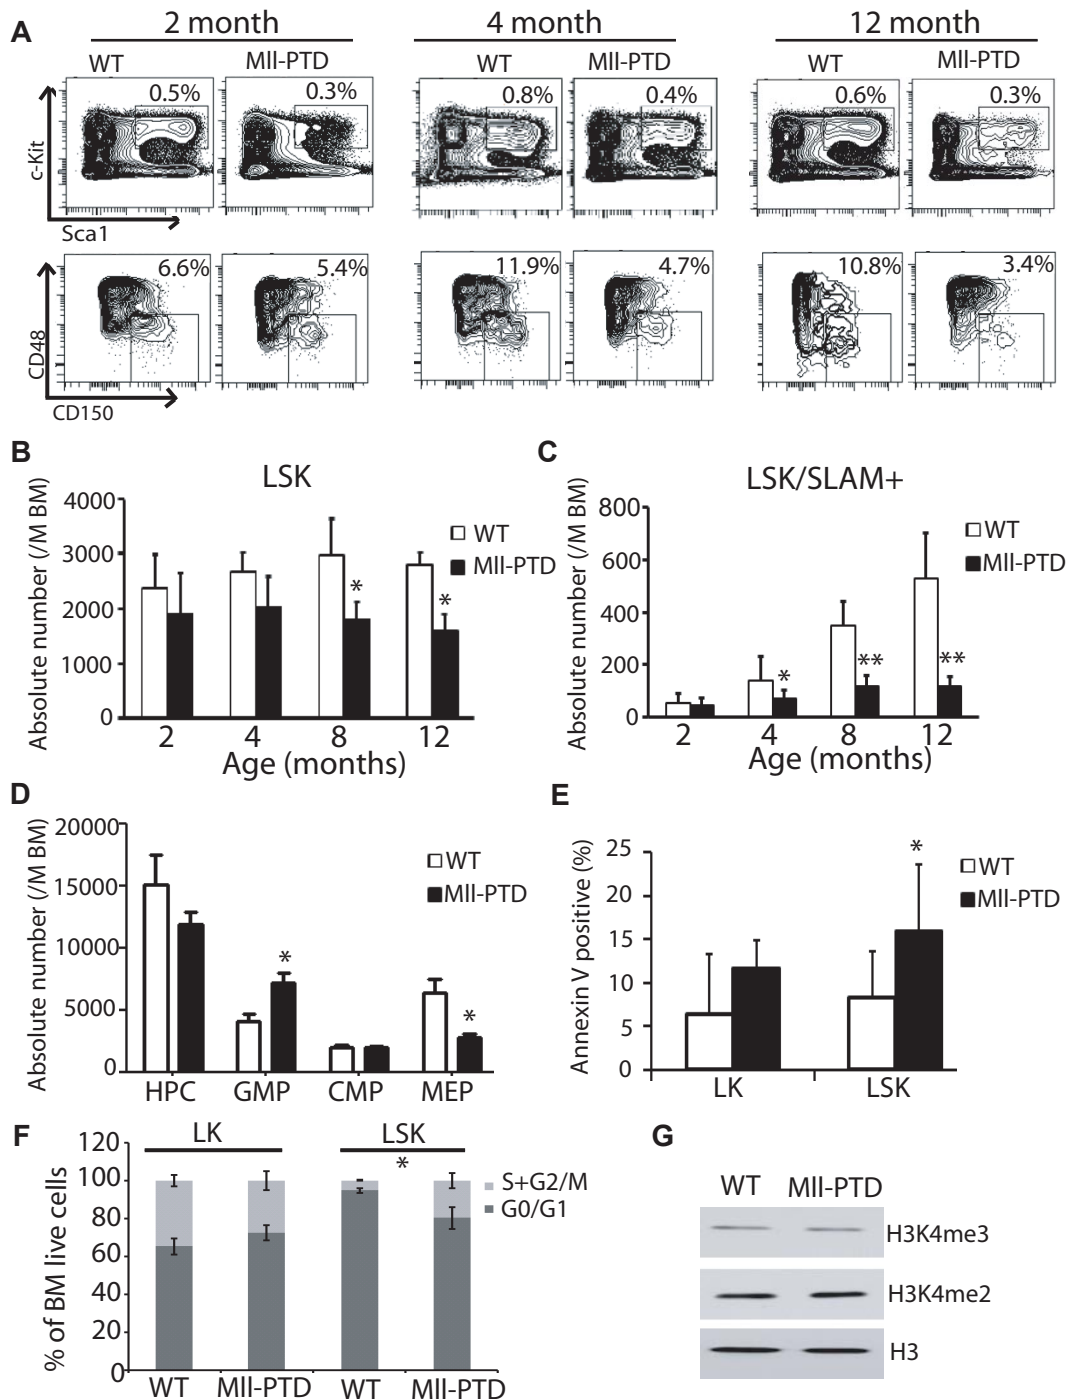 A
2 month
4 month
12 month
WT
Mll-PTD
WT
Mll-PTD
WT
Mll-PTD
0.5%
0.3%
0.8%
0.4%
0.6%
0.3%
c-Kit
Sca1
6.6%
5.4%
11.9%
4.7%
10.8%
3.4%
CD48
CD150
B
LSK
Absolute number (/M BM)
4000
3000
2000
1000
0
WT
Mll-PTD
*
*
2
4
8
12
Age (months)
C
LSK/SLAM+
Absolute number (/M BM)
800
600
400
200
0
WT
Mll-PTD
*
**
**
2
4
8
12
Age (months)
D
Absolute number (/M BM)
20000
15000
10000
5000
0
WT
Mll-PTD
*
*
HPC
GMP
CMP
MEP
E
Annexin V positive (%)
25
20
15
10
5
0
*
WT
Mll-PTD
LK
LSK
F
LK
LSK
*
% of BM live cells
120
100
80
60
40
20
0
S+G2/M
G0/G1
WT
Mll-PTD
WT
Mll-PTD
G
WT
Mll-PTD
H3K4me3
H3K4me2
H3